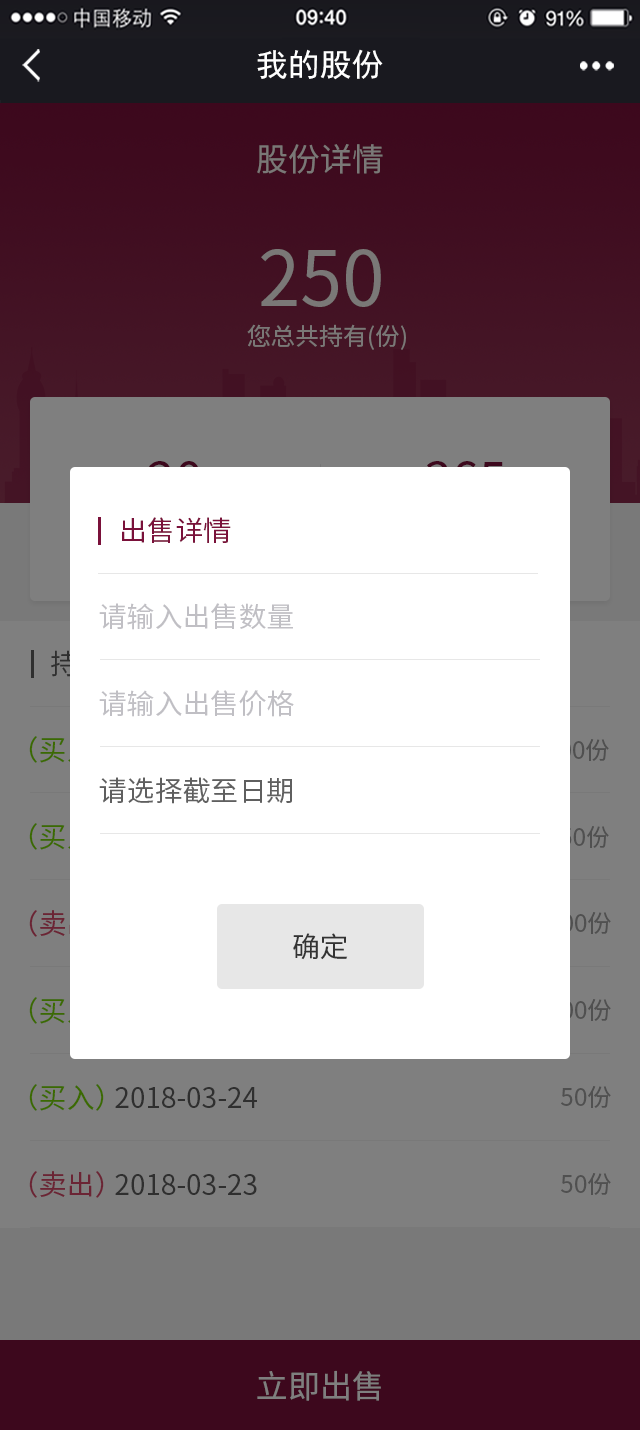 中国移动 09:40 91%
我的股份
股份详情
250
您总共持有(份)
出售详情
请输入出售数量
请输入出售价格
请选择截至日期
确定
持
(买 0份
(买 0份
(卖 00份
(买 00份
(买入) 2018-03-24 50份
(卖出) 2018-03-23 50份
立即出售